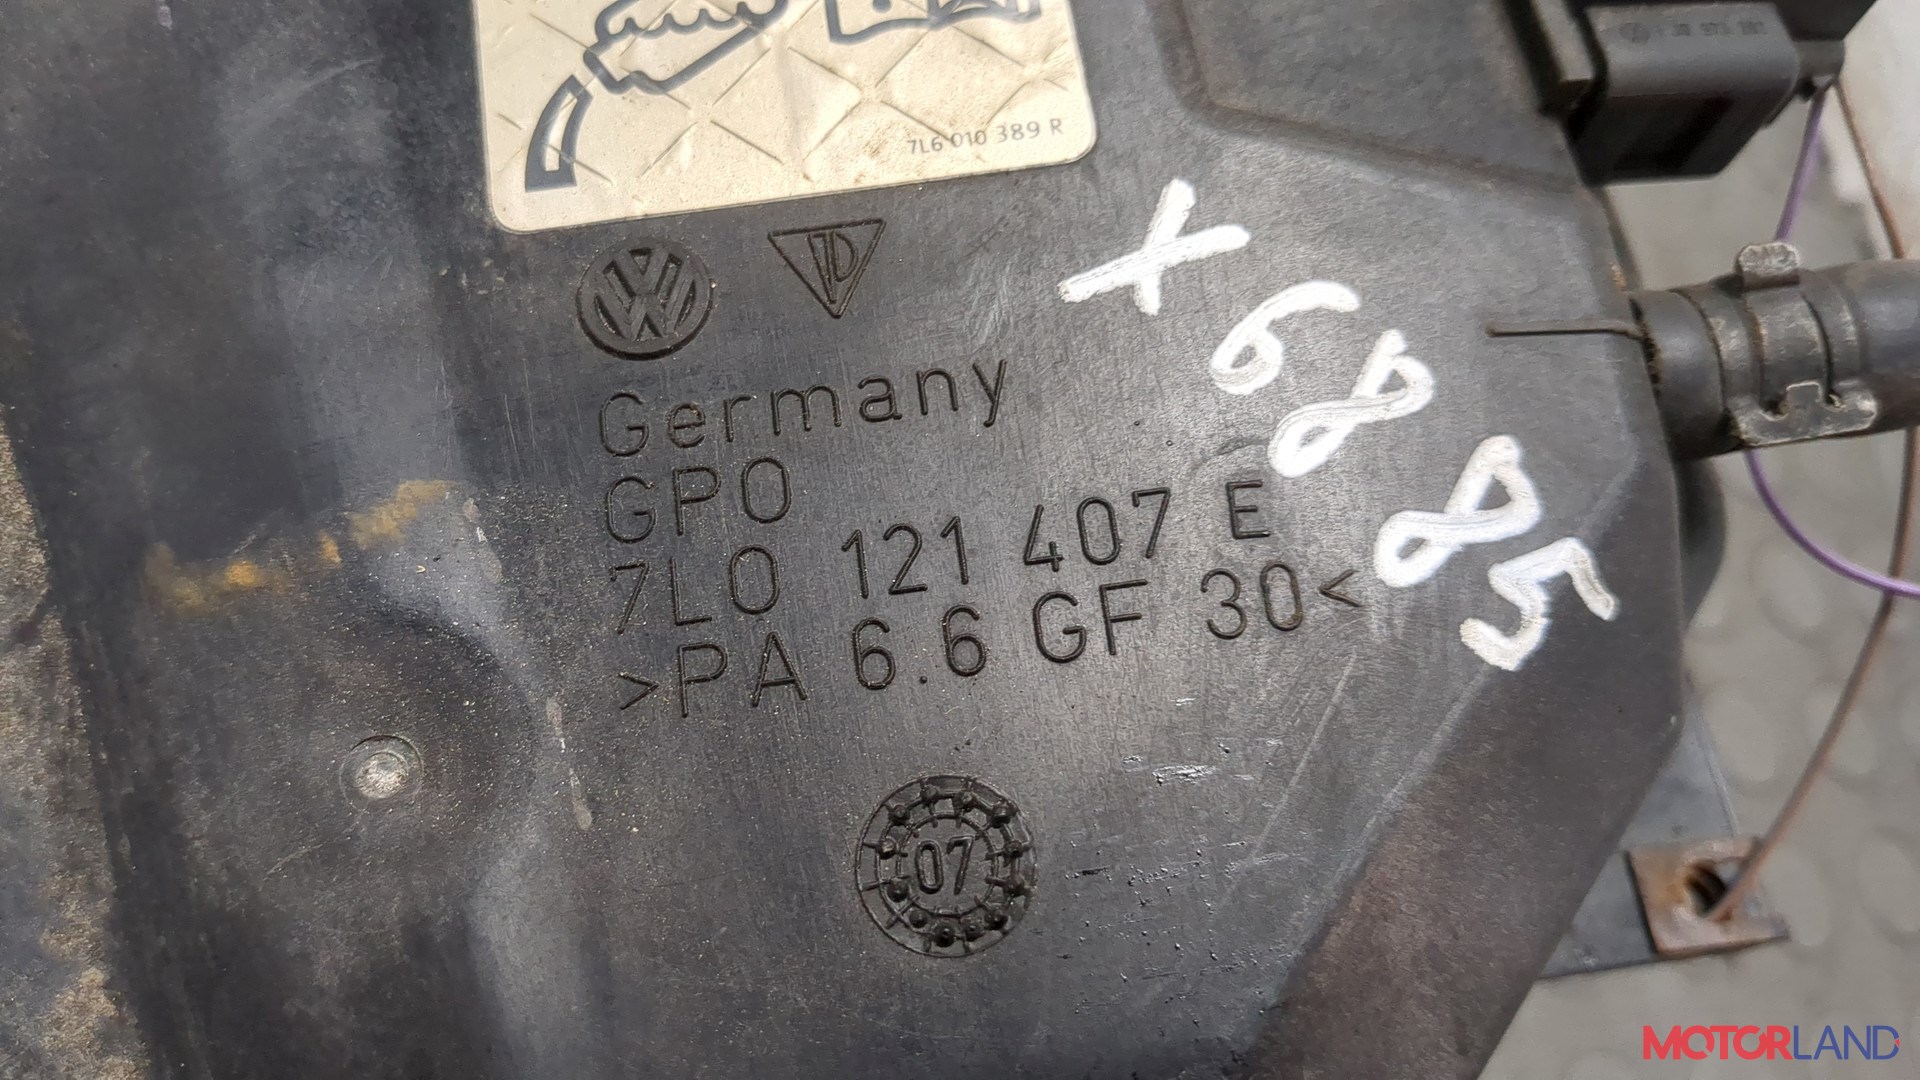 7L6 010 389 R
Germany
GPO
7L0 121 407 E
>PA 6.6 GF 30<
X6885
07
MOTORLAND